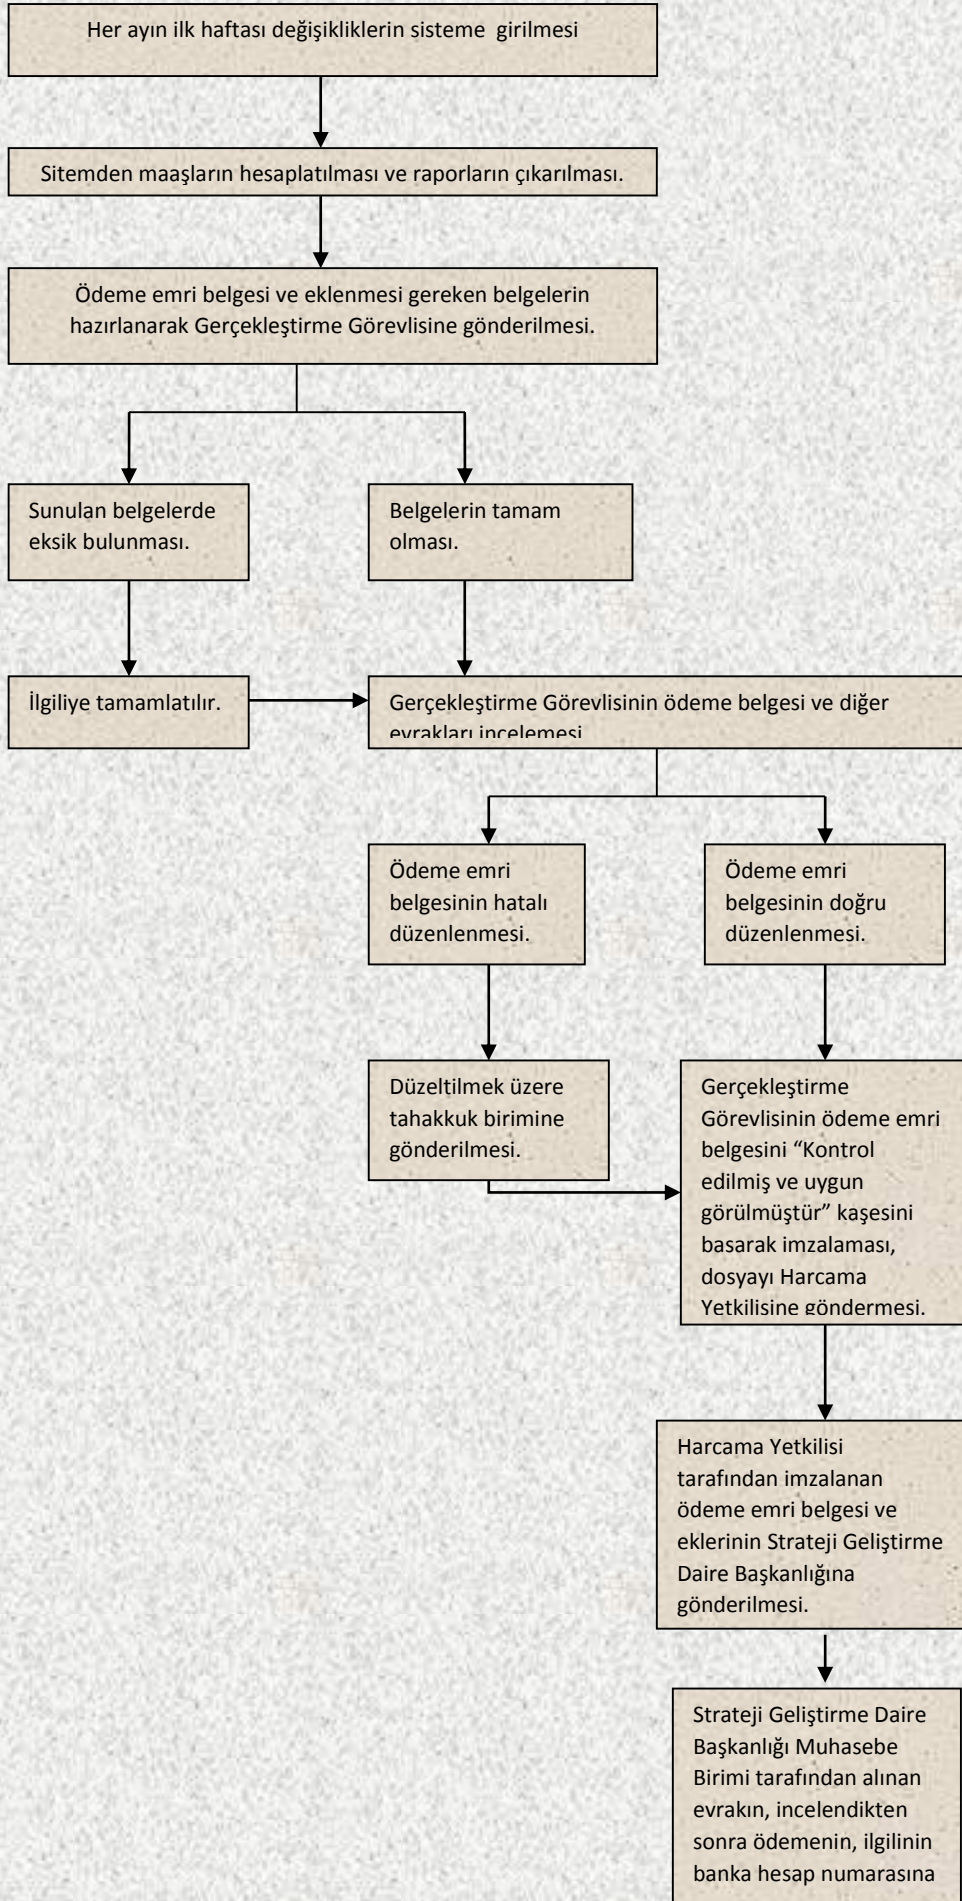 Her ayın ilk haftası değişikliklerin sisteme girilmesi
Sitemden maaşların hesaplatılması ve raporların çıkarılması.
Ödeme emri belgesi ve eklenmesi gereken belgelerin
hazırlanarak Gerçekleştirme Görevlisine gönderilmesi.
Sunulan belgelerde
eksik bulunması.
Belgelerin tamam
olması.
İlgiliye tamamlatılır.
Gerçekleştirme Görevlisinin ödeme belgesi ve diğer
evrakları incelemesi
Ödeme emri
belgesinin hatalı
düzenlenmesi.
Ödeme emri
belgesinin doğru
düzenlenmesi.
Düzeltilmek üzere
tahakkuk birimine
gönderilmesi.
Gerçekleştirme
Görevlisinin ödeme emri
belgesini “Kontrol
edilmiş ve uygun
görülmüştür” kaşesini
basarak imzalaması,
dosyayı Harcama
Yetkilisine göndermesi.
Harcama Yetkilisi
tarafından imzalanan
ödeme emri belgesi ve
eklerinin Strateji Geliştirme
Daire Başkanlığına
gönderilmesi.
Strateji Geliştirme Daire
Başkanlığı Muhasebe
Birimi tarafından alınan
evrakın, incelendikten
sonra ödemenin, ilgilinin
banka hesap numarasına